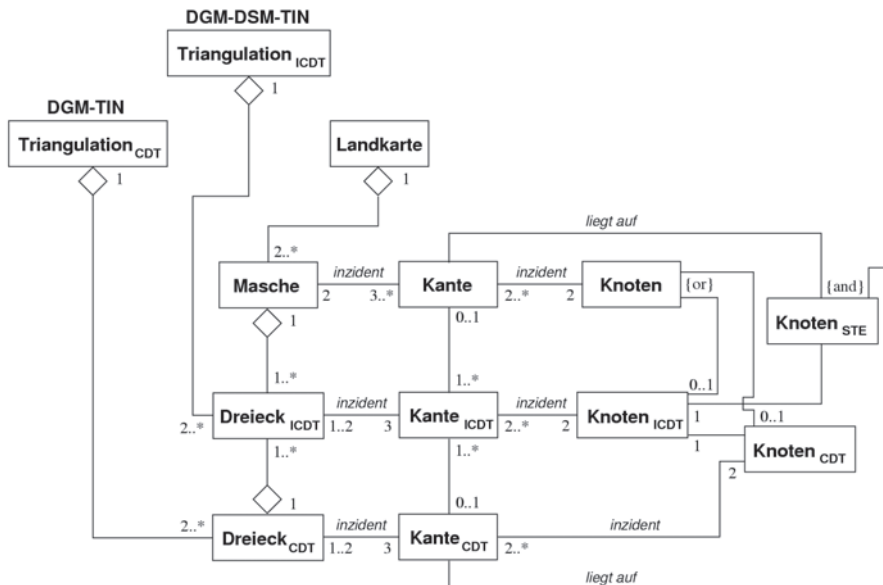 DGM-DSM-TIN
Triangulation ICDT
1
DGM-TIN
Triangulation CDT
1
Landkarte
1
liegt auf
2..*
Masche
inzident
2
3..*
Kante
inzident
2..*
2
Knoten
{or}
{and}
Knoten STE
1
0..1
1..*
1..*
0..1
Dreieck ICDT
inzident
2..*
1..2
3
Kante ICDT
inzident
2..*
2
Knoten ICDT
1
0..1
1
Knoten CDT
2
1..*
1..*
1
0..1
2..*
Dreieck CDT
inzident
1..2
3
Kante CDT
2..*
inzident
liegt auf